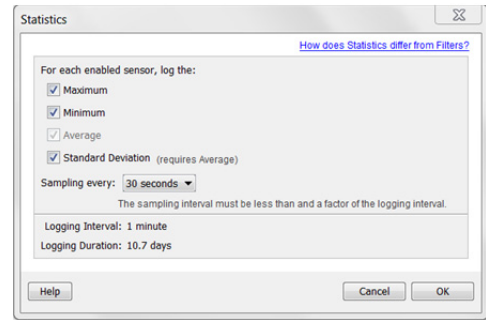 Statistics
How does Statistics differ from Filters?
For each enabled sensor, log the:
Maximum
Minimum
Average
Standard Deviation (requires Average)
Sampling every: 30 seconds
The sampling interval must be less than and a factor of the logging interval.
Logging Interval: 1 minute
Logging Duration: 10.7 days
Help Cancel OK